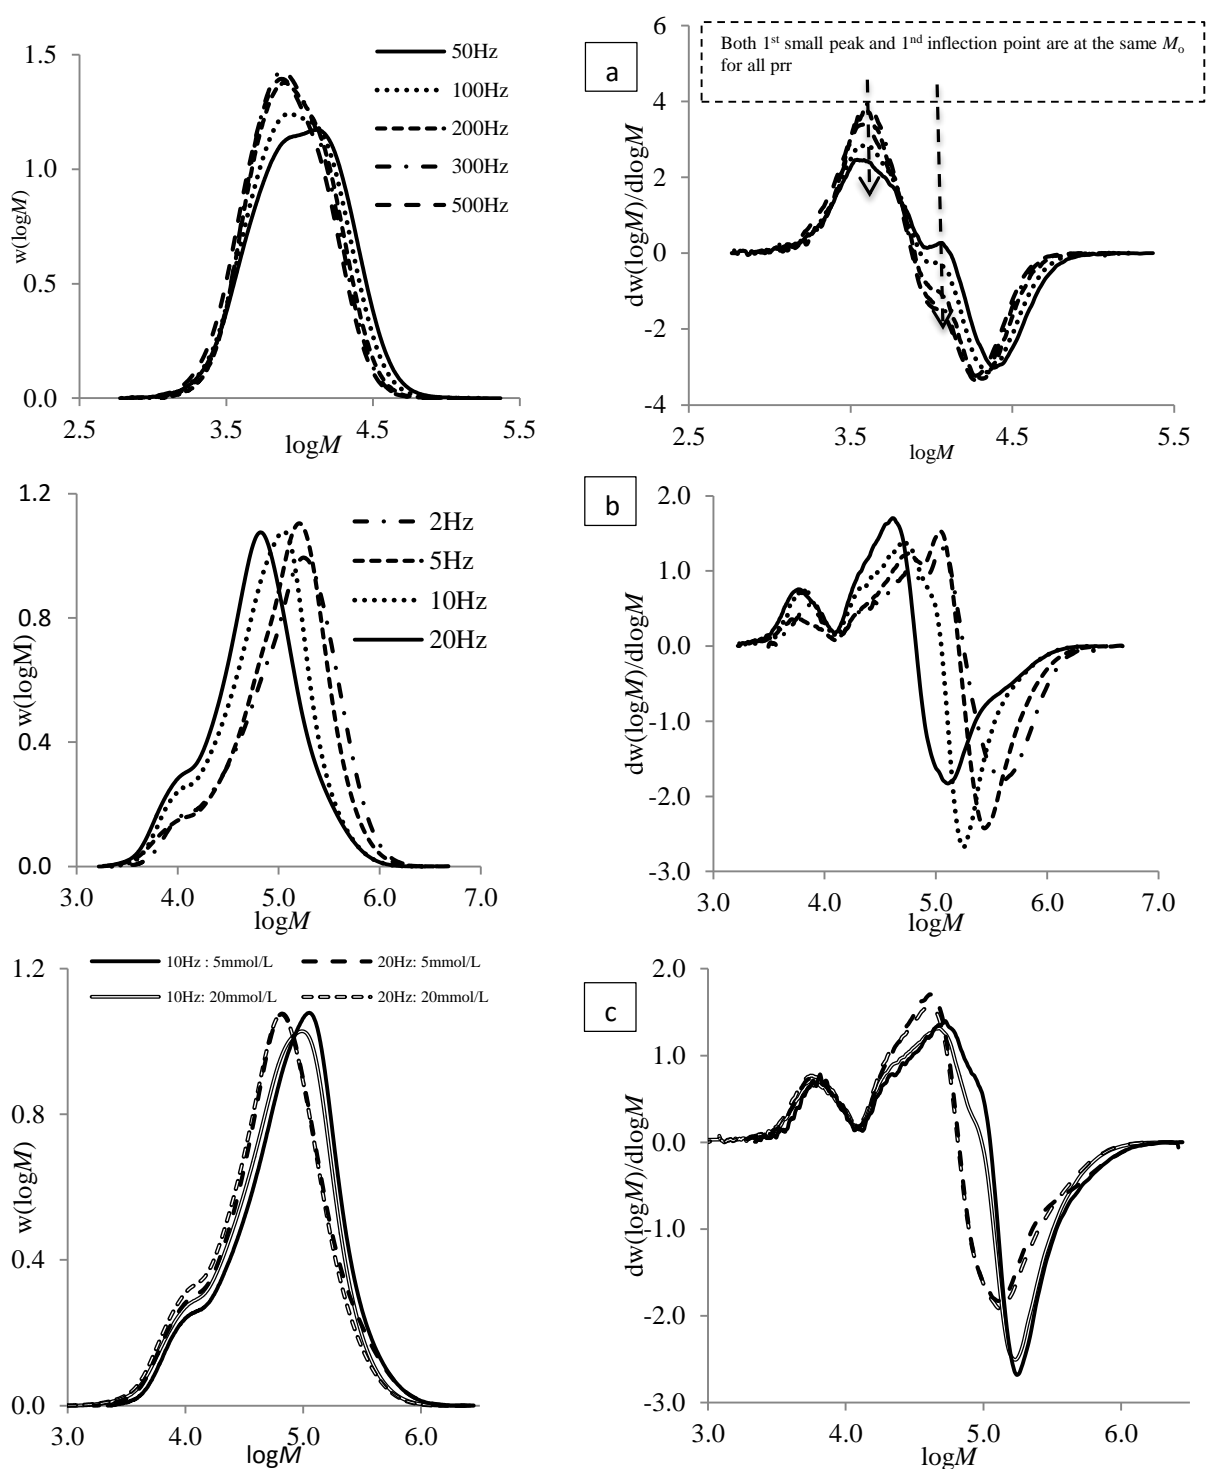 50Hz
100Hz
200Hz
300Hz
500Hz
1.5
1.0
0.5
0.0
w(logM)
2.5 3.5 4.5 5.5
logM
a
Both 1st small peak and 1nd inflection point are at the same Mo
for all prr
6
4
2
0
-2
-4
dw(logM)/dlogM
2.5 3.5 4.5 5.5
logM
1.2
0.8
0.4
0.0
w(logM)
2Hz
5Hz
10Hz
20Hz
3.0 4.0 5.0 6.0 7.0
logM
b
2.0
1.0
0.0
-1.0
-2.0
-3.0
dw(logM)/dlogM
3.0 4.0 5.0 6.0 7.0
logM
10Hz : 5mmol/L 20Hz: 5mmol/L
10Hz: 20mmol/L 20Hz: 20mmol/L
1.2
0.8
0.4
0.0
w(logM)
3.0 4.0 5.0 6.0
logM
c
2.0
1.0
0.0
-1.0
-2.0
-3.0
dw(logM)/dlogM
3.0 4.0 5.0 6.0
logM